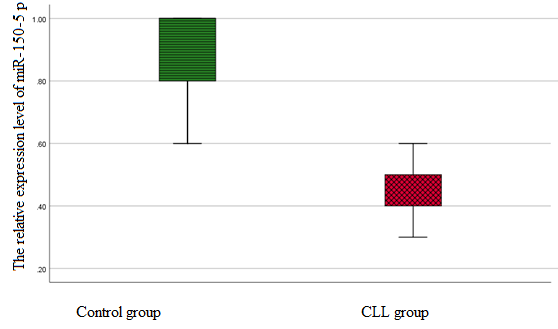 The relative expression level of miR-150-5 p
1.00
.80
.60
.40
.20
Control group
CLL group